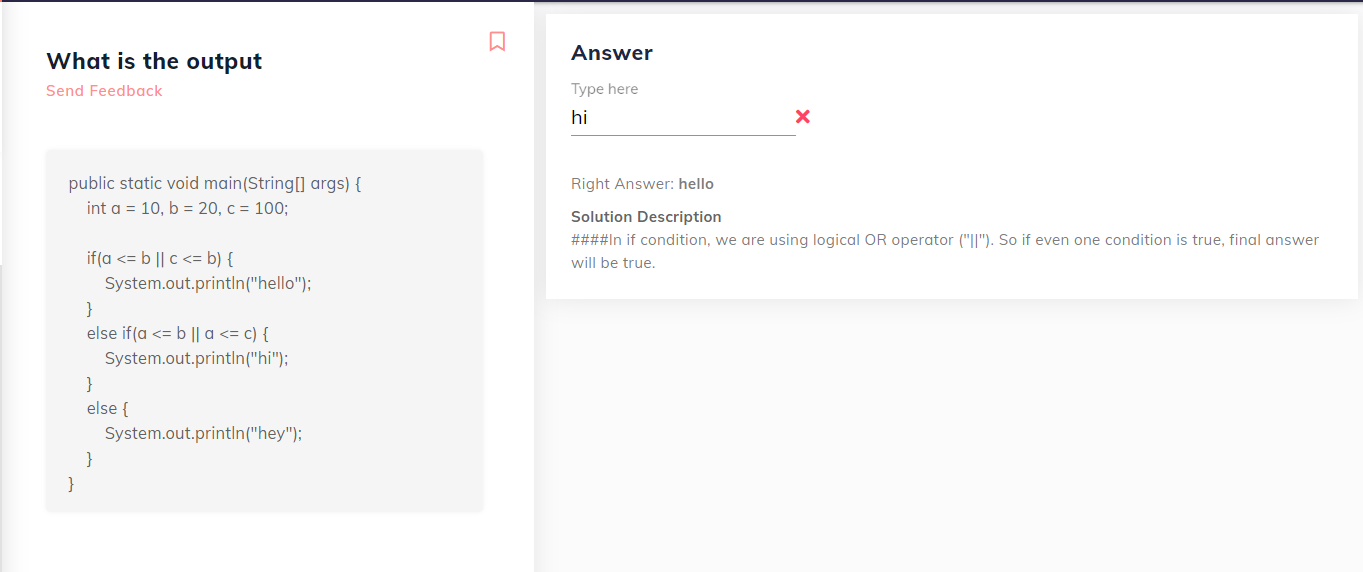 What is the output
Send Feedback
public static void main(String[] args) {
    int a = 10, b = 20, c = 100;
    if(a <= b || c <= b) {
        System.out.println("hello");
    }
    else if(a <= b || a <= c) {
        System.out.println("hi");
    }
    else {
        System.out.println("hey");
    }
}
Answer
Type here
hi
Right Answer: hello
Solution Description
####In if condition, we are using logical OR operator ("||"). So if even one condition is true, final answer
will be true.